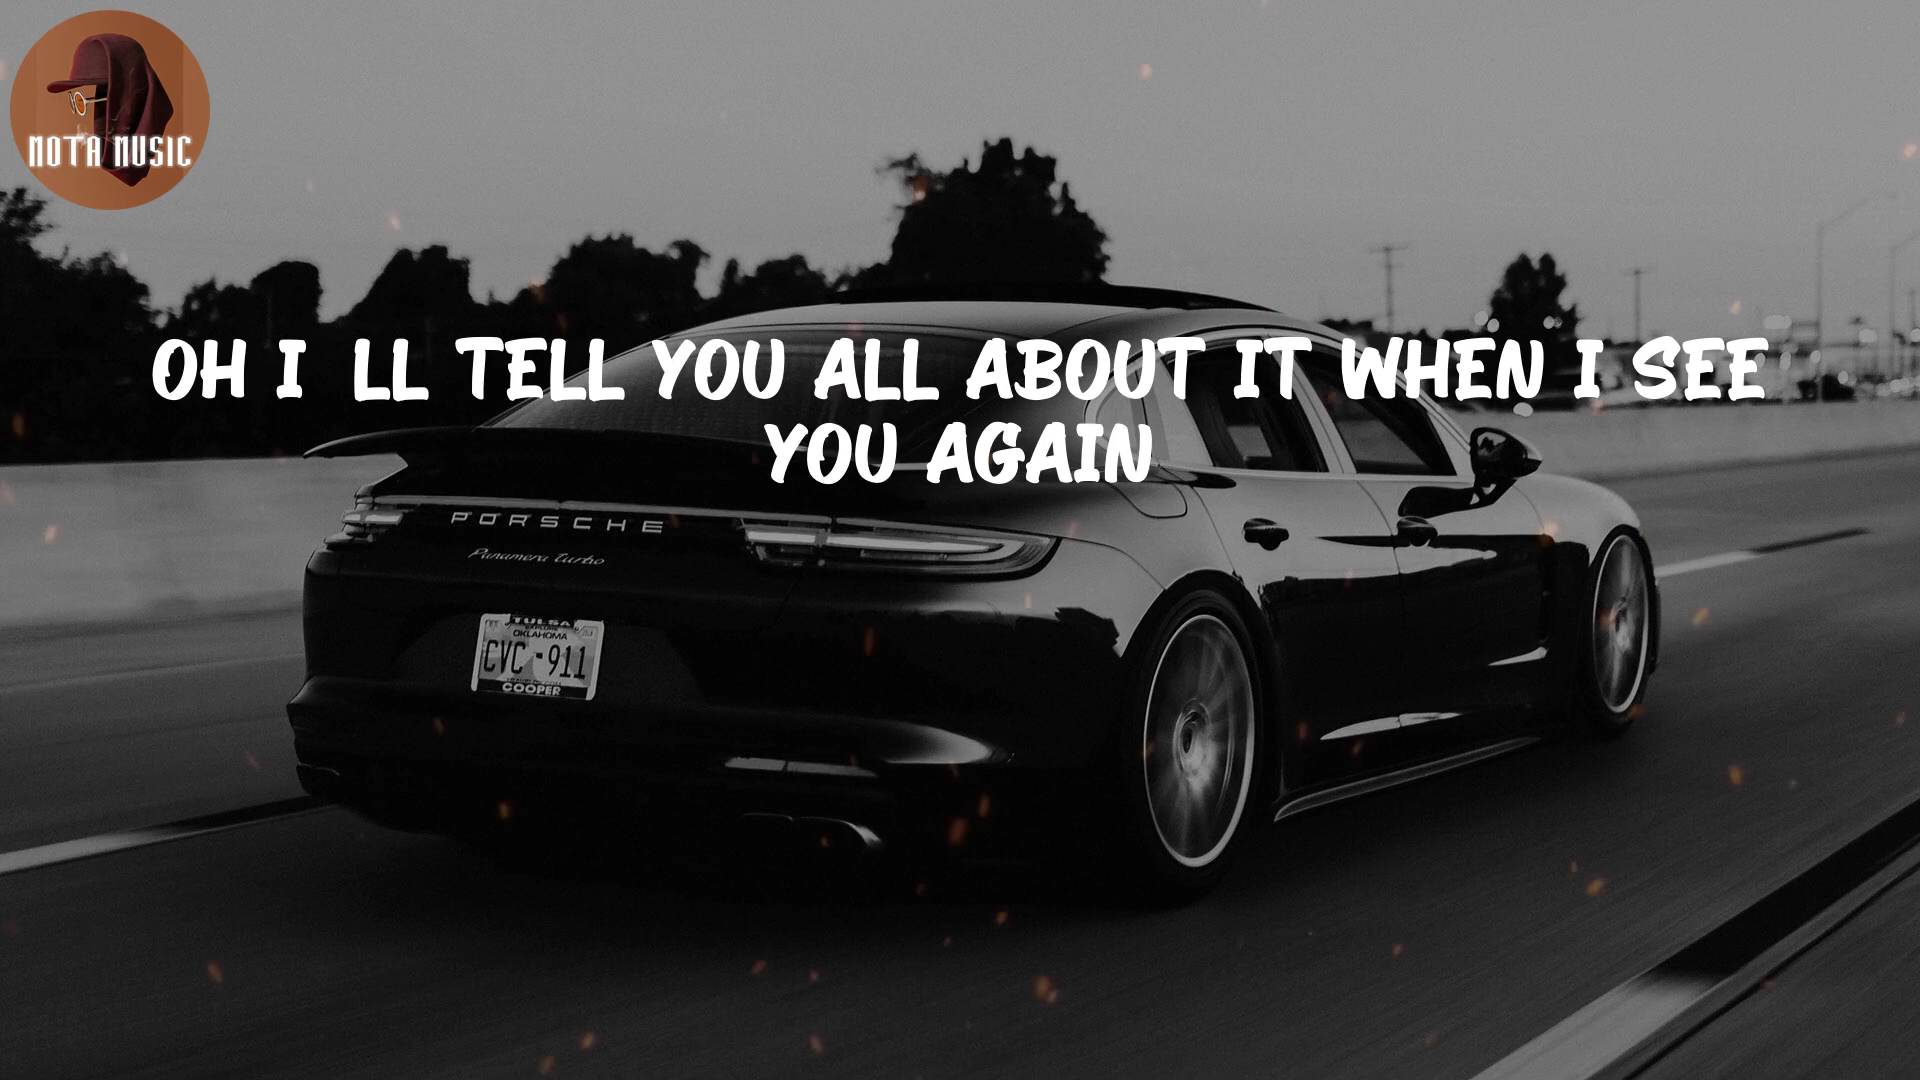 MOTA MUSIC
OH I LL TELL YOU ALL ABOUT IT WHEN I SEE
YOU AGAIN
PORSCHE
Panamera turbo
TULSA
OKLAHOMA
CVC-911
COOPER